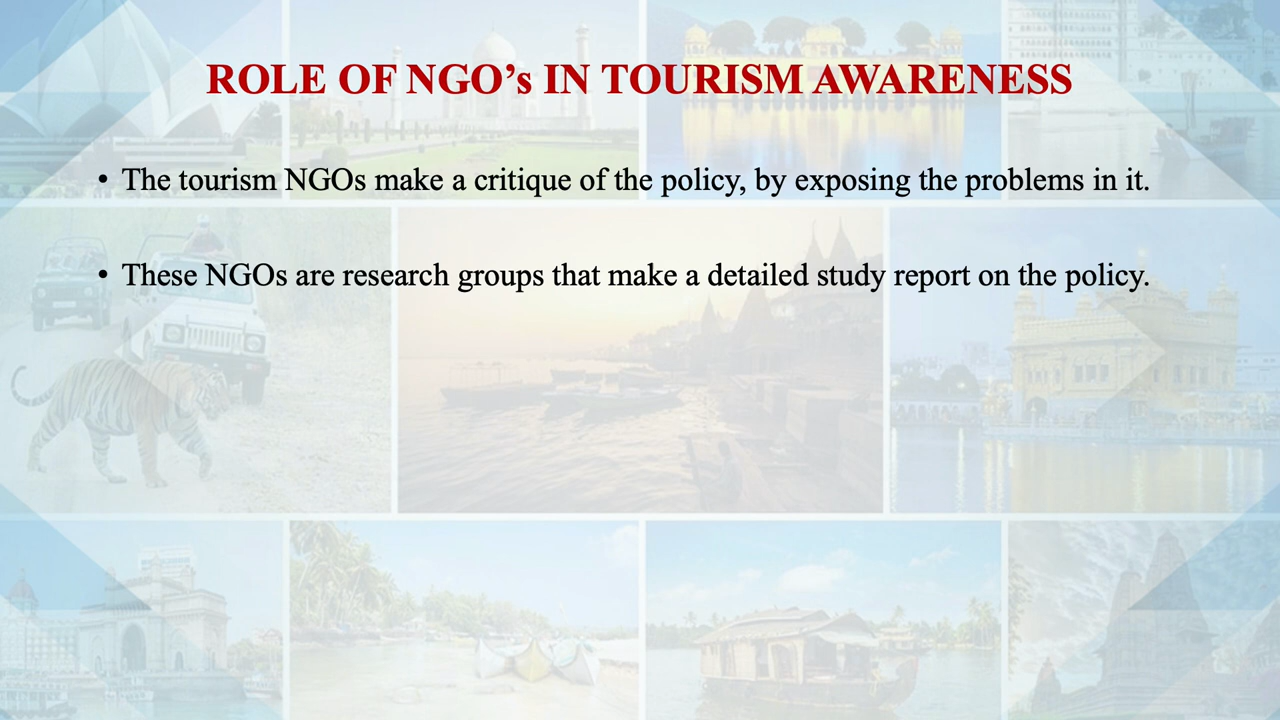 ROLE OF NGO’s IN TOURISM AWARENESS
• The tourism NGOs make a critique of the policy, by exposing the problems in it.
• These NGOs are research groups that make a detailed study report on the policy.